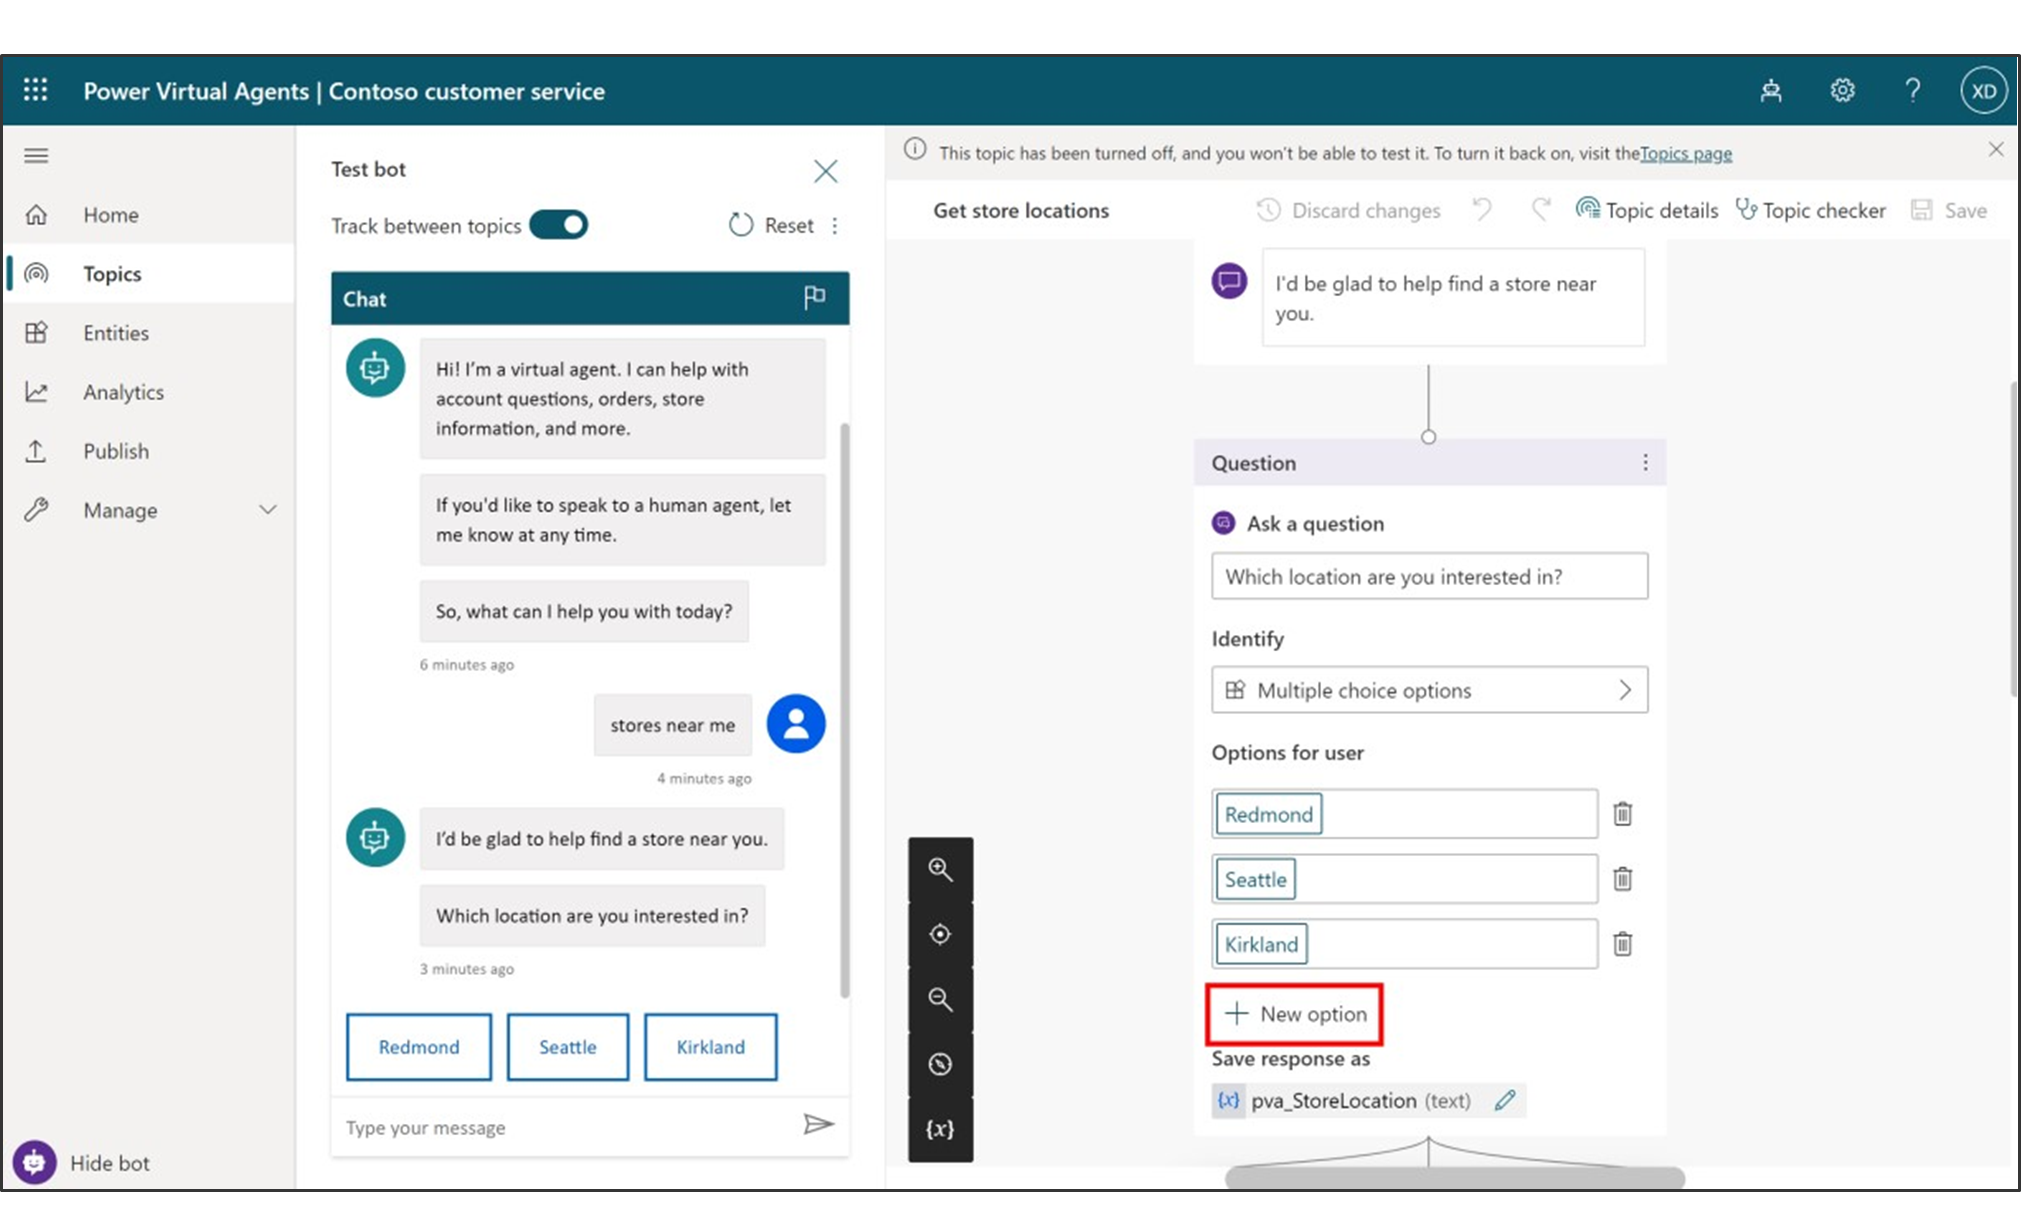 Power Virtual Agents | Contoso customer service
XD
Home
Topics
Entities
Analytics
Publish
Manage
Hide bot
Test bot
Track between topics
Reset
Chat
Hi! I'm a virtual agent. I can help with
account questions, orders, store
information, and more.
If you'd like to speak to a human agent, let
me know at any time.
So, what can I help you with today?
6 minutes ago
stores near me
4 minutes ago
I'd be glad to help find a store near you.
Which location are you interested in?
3 minutes ago
Redmond
Seattle
Kirkland
Type your message
This topic has been turned off, and you won't be able to test it. To turn it back on, visit theTopics page
Get store locations
Discard changes
Topic details
Topic checker
Save
I'd be glad to help find a store near
you.
Question
Ask a question
Which location are you interested in?
Identify
Multiple choice options
Options for user
Redmond
Seattle
Kirkland
New option
Save response as
{x} pva_StoreLocation (text)
{x}